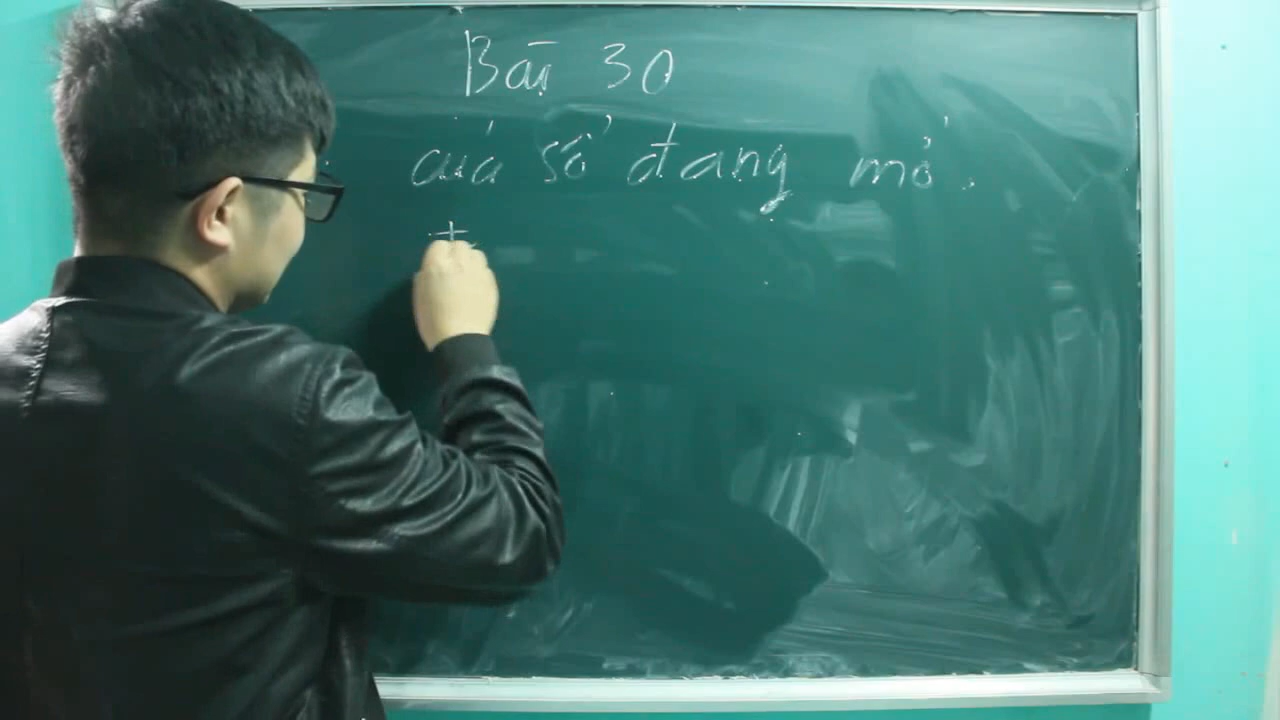 Bài 30
cửa sổ đang mở.